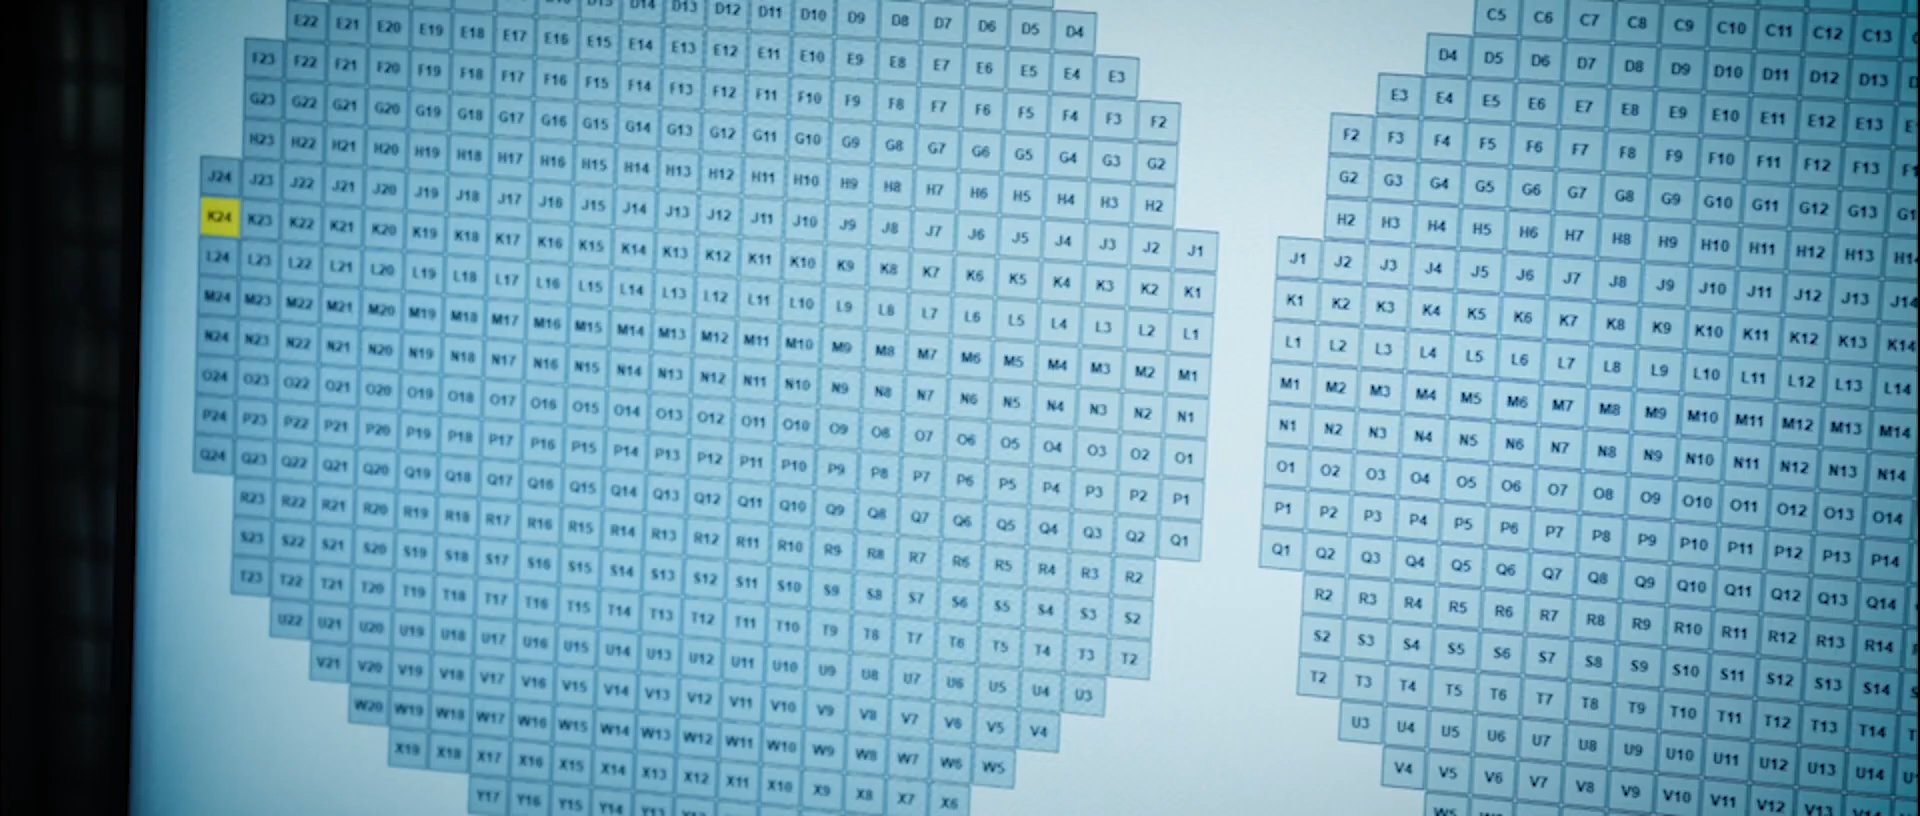 D14 D13 D12 D11 D10 D9 D8 D7 D6 D5 D4
E22 E21 E20 E19 E18 E17 E16 E15 E14 E13 E12 E11 E10 E9 E8 E7 E6 E5 E4 E3
F23 F22 F21 F20 F19 F18 F17 F16 F15 F14 F13 F12 F11 F10 F9 F8 F7 F6 F5 F4 F3 F2
G23 G22 G21 G20 G19 G18 G17 G16 G15 G14 G13 G12 G11 G10 G9 G8 G7 G6 G5 G4 G3 G2
H23 H22 H21 H20 H19 H18 H17 H16 H15 H14 H13 H12 H11 H10 H9 H8 H7 H6 H5 H4 H3 H2
J24 J23 J22 J21 J20 J19 J18 J17 J16 J15 J14 J13 J12 J11 J10 J9 J8 J7 J6 J5 J4 J3 J2 J1
K24 K23 K22 K21 K20 K19 K18 K17 K16 K15 K14 K13 K12 K11 K10 K9 K8 K7 K6 K5 K4 K3 K2 K1
L24 L23 L22 L21 L20 L19 L18 L17 L16 L15 L14 L13 L12 L11 L10 L9 L8 L7 L6 L5 L4 L3 L2 L1
M24 M23 M22 M21 M20 M19 M18 M17 M16 M15 M14 M13 M12 M11 M10 M9 M8 M7 M6 M5 M4 M3 M2 M1
N24 N23 N22 N21 N20 N19 N18 N17 N16 N15 N14 N13 N12 N11 N10 N9 N8 N7 N6 N5 N4 N3 N2 N1
O24 O23 O22 O21 O20 O19 O18 O17 O16 O15 O14 O13 O12 O11 O10 O9 O8 O7 O6 O5 O4 O3 O2 O1
P24 P23 P22 P21 P20 P19 P18 P17 P16 P15 P14 P13 P12 P11 P10 P9 P8 P7 P6 P5 P4 P3 P2 P1
Q24 Q23 Q22 Q21 Q20 Q19 Q18 Q17 Q16 Q15 Q14 Q13 Q12 Q11 Q10 Q9 Q8 Q7 Q6 Q5 Q4 Q3 Q2 Q1
R23 R22 R21 R20 R19 R18 R17 R16 R15 R14 R13 R12 R11 R10 R9 R8 R7 R6 R5 R4 R3 R2
S23 S22 S21 S20 S19 S18 S17 S16 S15 S14 S13 S12 S11 S10 S9 S8 S7 S6 S5 S4 S3 S2
T23 T22 T21 T20 T19 T18 T17 T16 T15 T14 T13 T12 T11 T10 T9 T8 T7 T6 T5 T4 T3 T2
U22 U21 U20 U19 U18 U17 U16 U15 U14 U13 U12 U11 U10 U9 U8 U7 U6 U5 U4 U3
V21 V20 V19 V18 V17 V16 V15 V14 V13 V12 V11 V10 V9 V8 V7 V6 V5 V4
W20 W19 W18 W17 W16 W15 W14 W13 W12 W11 W10 W9 W8 W7 W6 W5
X19 X18 X17 X16 X15 X14 X13 X12 X11 X10 X9 X8 X7 X6
Y17 Y16 Y15 Y14
C5 C6 C7 C8 C9 C10 C11 C12 C13
D4 D5 D6 D7 D8 D9 D10 D11 D12 D13
E3 E4 E5 E6 E7 E8 E9 E10 E11 E12 E13
F2 F3 F4 F5 F6 F7 F8 F9 F10 F11 F12 F13
G2 G3 G4 G5 G6 G7 G8 G9 G10 G11 G12 G13
H2 H3 H4 H5 H6 H7 H8 H9 H10 H11 H12 H13 H14
J1 J2 J3 J4 J5 J6 J7 J8 J9 J10 J11 J12 J13 J14
K1 K2 K3 K4 K5 K6 K7 K8 K9 K10 K11 K12 K13 K14
L1 L2 L3 L4 L5 L6 L7 L8 L9 L10 L11 L12 L13 L14
M1 M2 M3 M4 M5 M6 M7 M8 M9 M10 M11 M12 M13 M14
N1 N2 N3 N4 N5 N6 N7 N8 N9 N10 N11 N12 N13 N14
O1 O2 O3 O4 O5 O6 O7 O8 O9 O10 O11 O12 O13 O14
P1 P2 P3 P4 P5 P6 P7 P8 P9 P10 P11 P12 P13 P14
Q1 Q2 Q3 Q4 Q5 Q6 Q7 Q8 Q9 Q10 Q11 Q12 Q13 Q14
R2 R3 R4 R5 R6 R7 R8 R9 R10 R11 R12 R13 R14
S2 S3 S4 S5 S6 S7 S8 S9 S10 S11 S12 S13 S14
T2 T3 T4 T5 T6 T7 T8 T9 T10 T11 T12 T13 T14
U3 U4 U5 U6 U7 U8 U9 U10 U11 U12 U13 U14
V4 V5 V6 V7 V8 V9 V10 V11 V12 V13